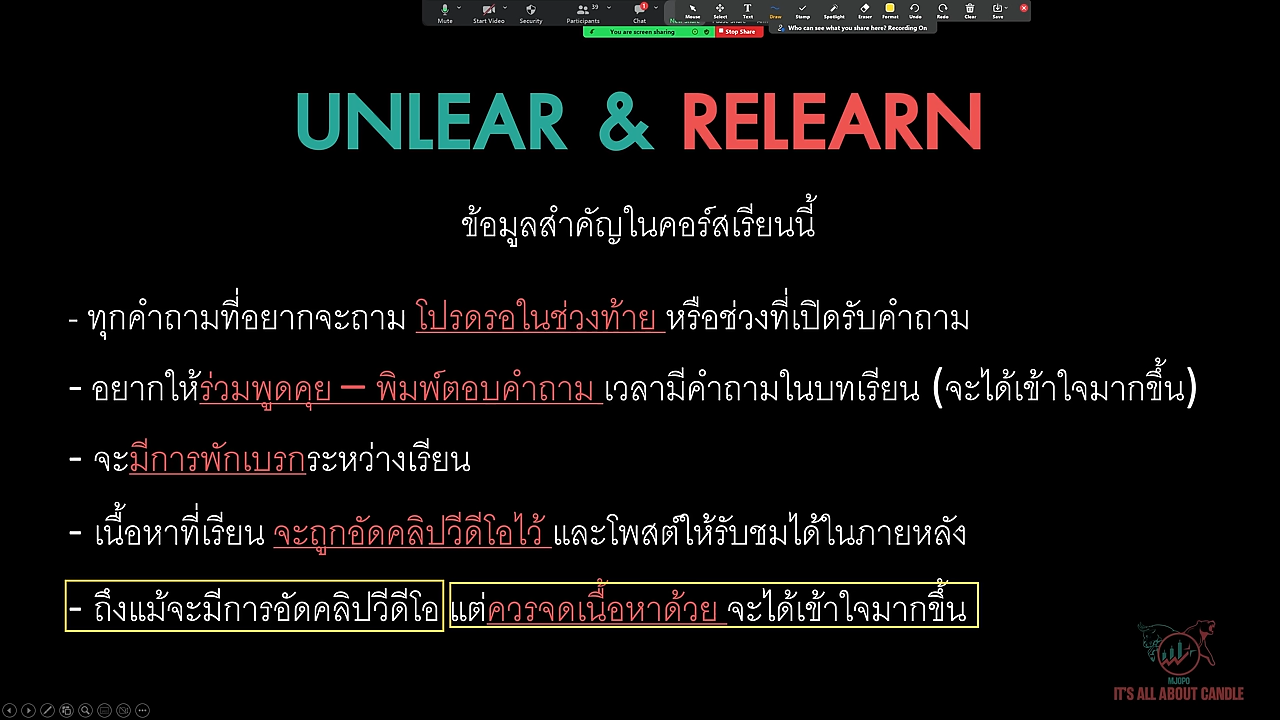 Mute Start Video Security Participants 39 Chat 1 Mouse Select Text Draw Stamp Spotlight Eraser Format Undo Redo Clear Save
You are screen sharing Stop Share Who can see what you share here? Recording On
UNLEAR & RELEARN
ข้อมูลสำคัญในคอร์สเรียนนี้
- ทุกคำถามที่อยากจะถาม โปรดรอในช่วงท้าย หรือช่วงที่เปิดรับคำถาม
- อยากให้ร่วมพูดคุย – พิมพ์ตอบคำถาม เวลามีคำถามในบทเรียน (จะได้เข้าใจมากขึ้น)
- จะมีการพักเบรกระหว่างเรียน
- เนื้อหาที่เรียน จะถูกอัดคลิปวีดีโอไว้ และโพสต์ให้รับชมได้ในภายหลัง
- ถึงแม้จะมีการอัดคลิปวีดีโอ แต่ควรจดเนื้อหาด้วย จะได้เข้าใจมากขึ้น
MJOPO
IT'S ALL ABOUT CANDLE